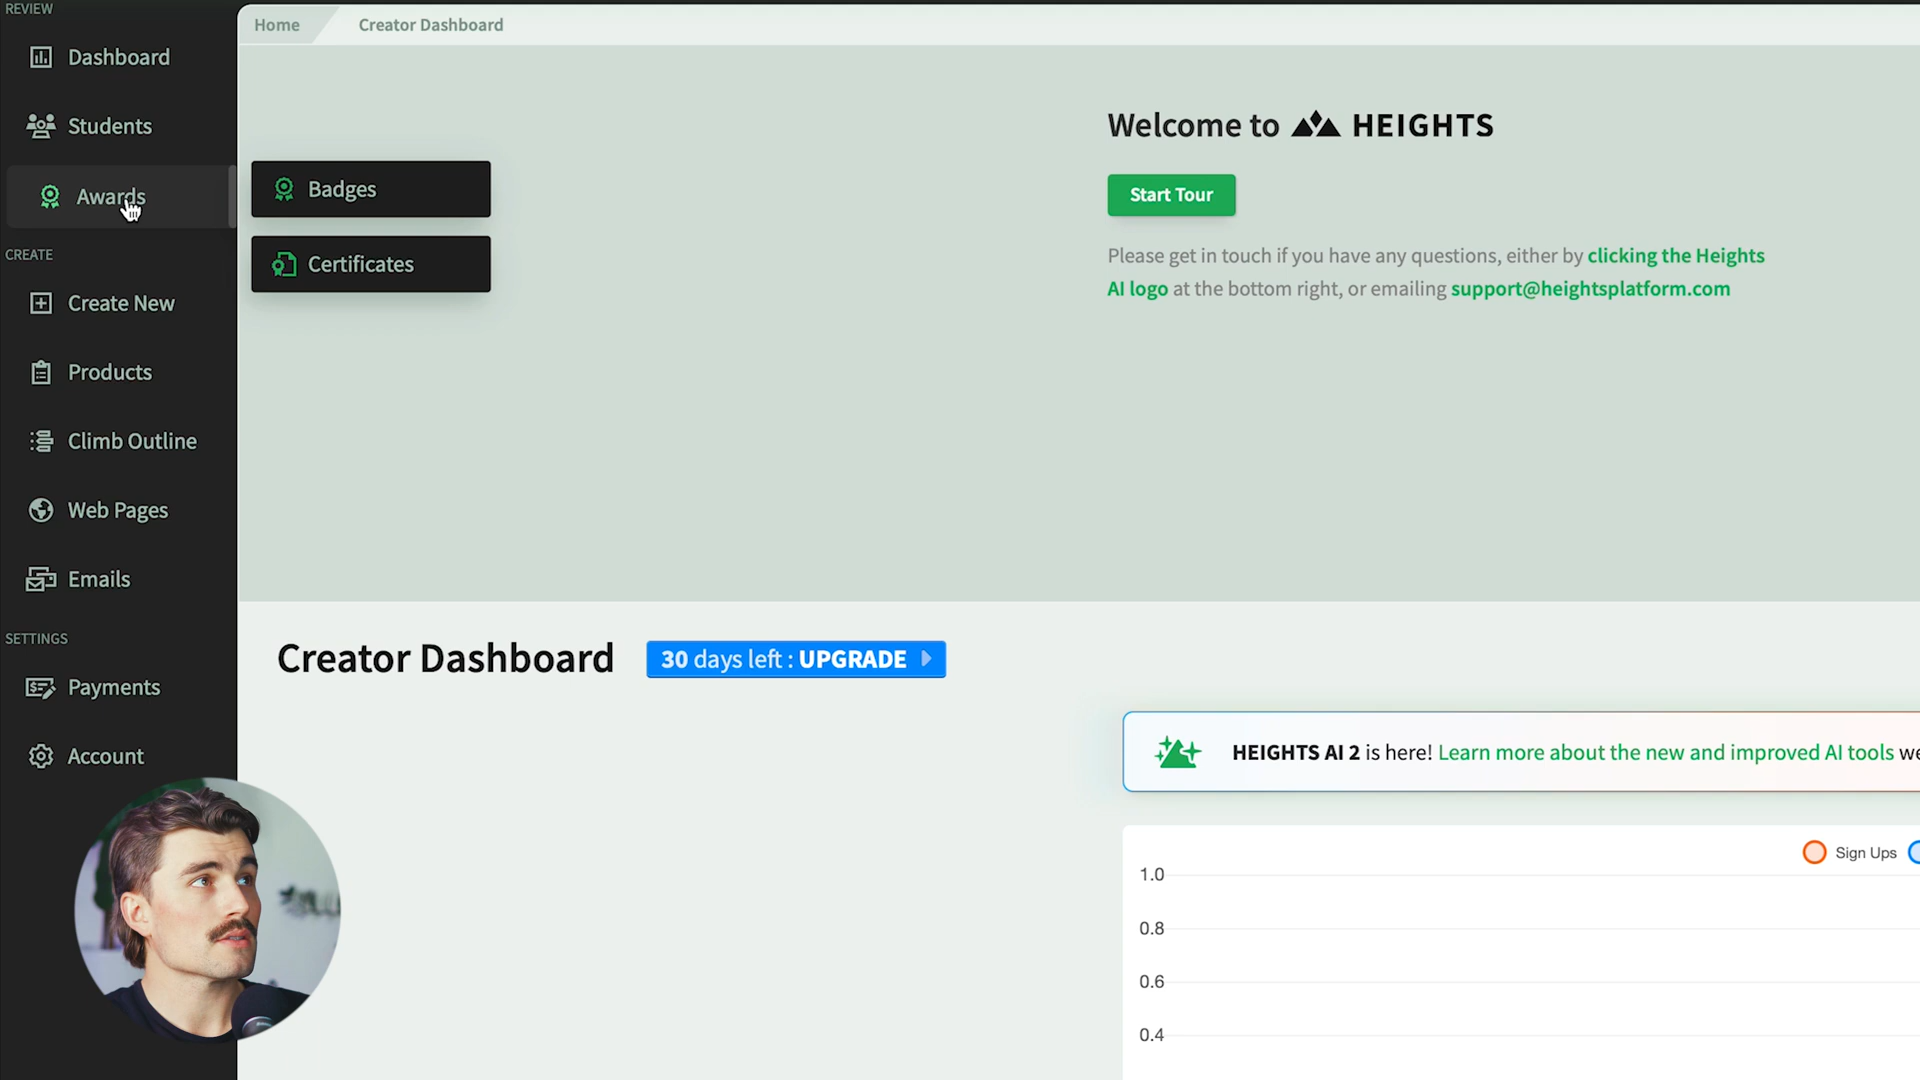 REVIEW
Dashboard
Students
Awards
CREATE
Create New
Products
Climb Outline
Web Pages
Emails
SETTINGS
Payments
Account
Home
Creator Dashboard
Badges
Certificates
Welcome to HEIGHTS
Start Tour
Please get in touch if you have any questions, either by clicking the Heights
AI logo at the bottom right, or emailing support@heightsplatform.com
Creator Dashboard
30 days left : UPGRADE
HEIGHTS AI 2 is here! Learn more about the new and improved AI tools we
Sign Ups
1.0
0.8
0.6
0.4